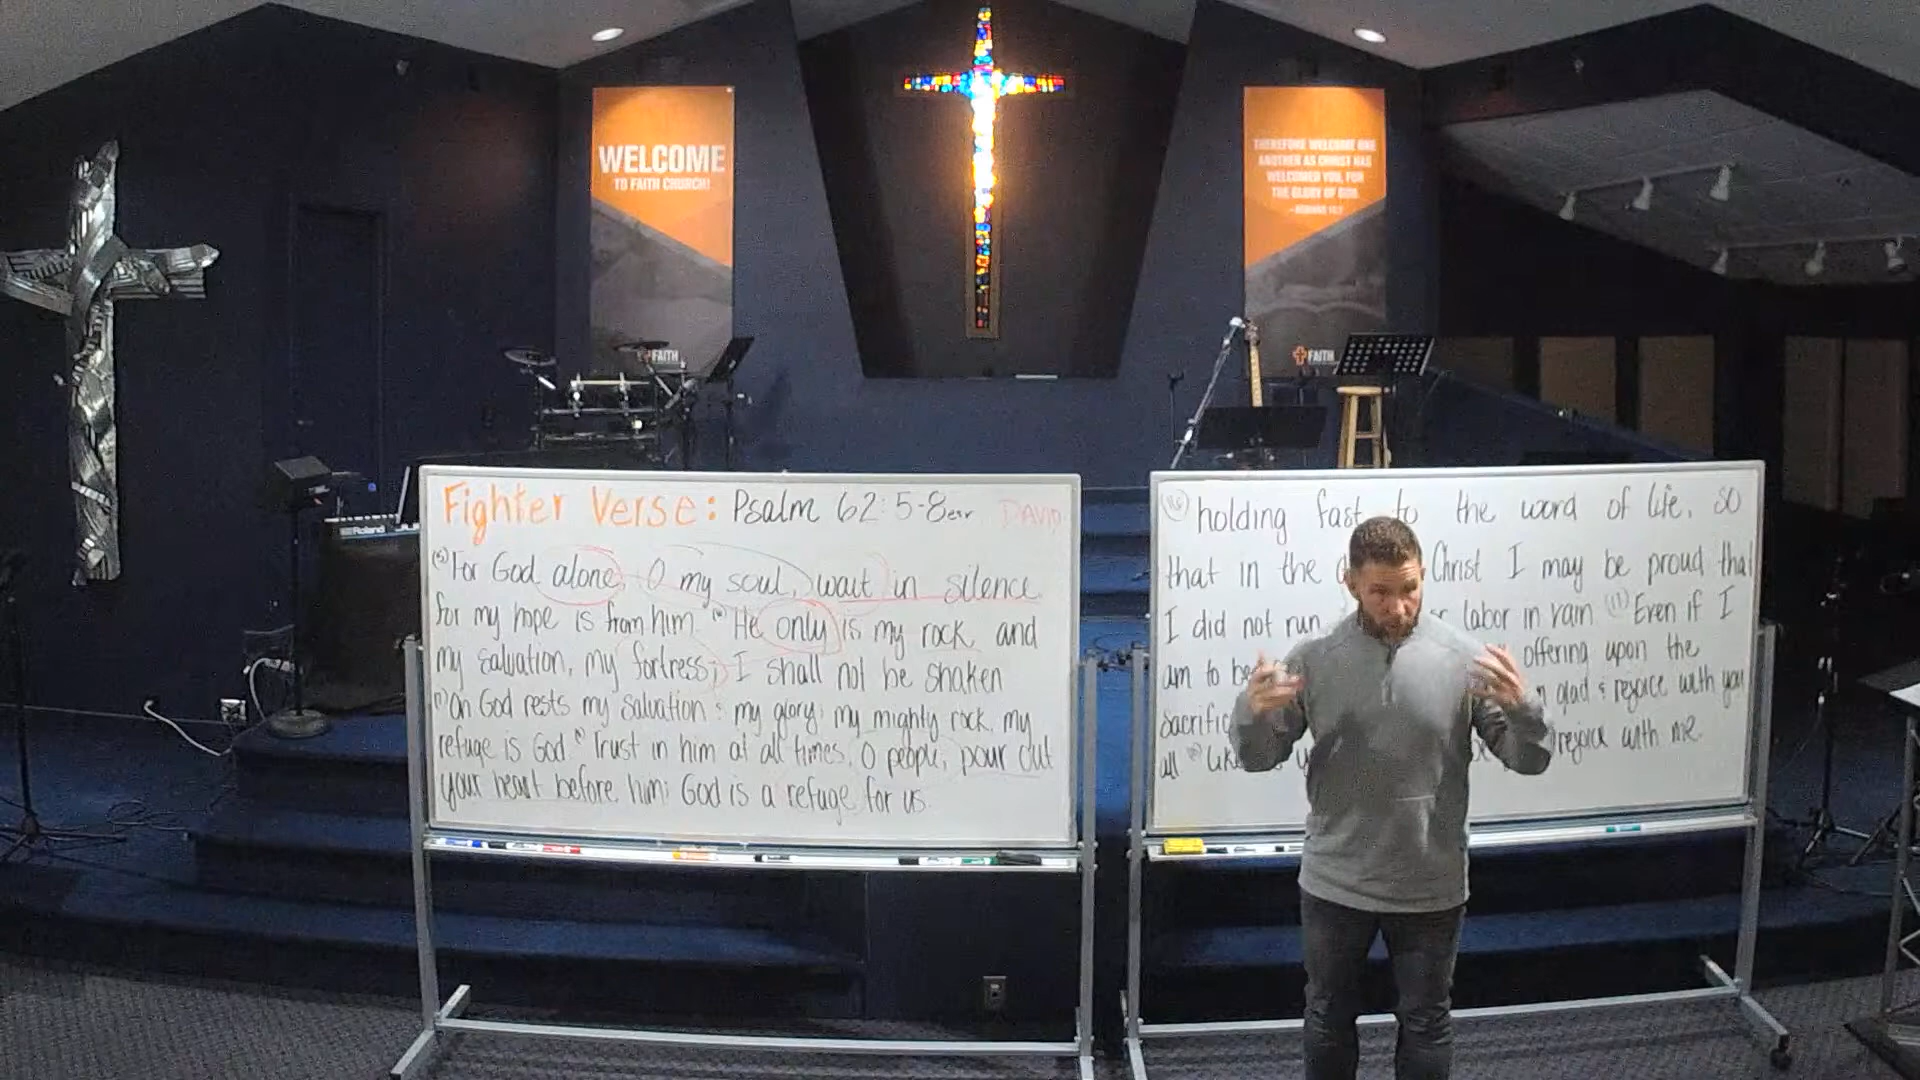 WELCOME
TO FAITH CHURCH!
FAITH
THEREFORE WELCOME ONE
ANOTHER AS CHRIST HAS
WELCOMED YOU, FOR
THE GLORY OF GOD
FAITH
Roland
Fighter Verse: Psalm 62:5-8 esv DAVID
(5) For God alone, O my soul, wait in silence
for my hope is from him. (6) He only is my rock and
my salvation, my fortress; I shall not be shaken
(7) On God rests my salvation & my glory; my mighty rock, my
refuge is God. (8) Trust in him at all times, O people; pour out
your heart before him; God is a refuge for us.
(16) holding fast to the word of life, so
that in the Christ I may be proud that
I did not run labor in vain (17) Even if I
am to be offering upon the
glad & rejoice with you
all rejoice with me.